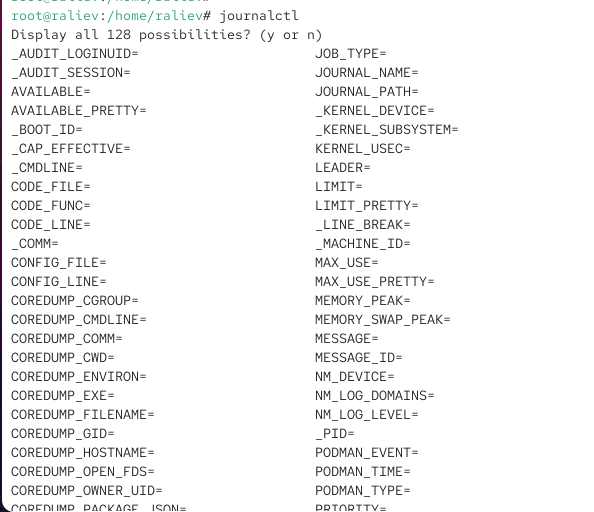 root@raliev:/home/raliev# journalctl
Display all 128 possibilities? (y or n)
_AUDIT_LOGINUID= JOB_TYPE=
_AUDIT_SESSION= JOURNAL_NAME=
AVAILABLE= JOURNAL_PATH=
AVAILABLE_PRETTY= _KERNEL_DEVICE=
_BOOT_ID= _KERNEL_SUBSYSTEM=
_CAP_EFFECTIVE= KERNEL_USEC=
_CMDLINE= LEADER=
CODE_FILE= LIMIT=
CODE_FUNC= LIMIT_PRETTY=
CODE_LINE= _LINE_BREAK=
_COMM= _MACHINE_ID=
CONFIG_FILE= MAX_USE=
CONFIG_LINE= MAX_USE_PRETTY=
COREDUMP_CGROUP= MEMORY_PEAK=
COREDUMP_CMDLINE= MEMORY_SWAP_PEAK=
COREDUMP_COMM= MESSAGE=
COREDUMP_CWD= MESSAGE_ID=
COREDUMP_ENVIRON= NM_DEVICE=
COREDUMP_EXE= NM_LOG_DOMAINS=
COREDUMP_FILENAME= NM_LOG_LEVEL=
COREDUMP_GID= _PID=
COREDUMP_HOSTNAME= PODMAN_EVENT=
COREDUMP_OPEN_FDS= PODMAN_TIME=
COREDUMP_OWNER_UID= PODMAN_TYPE=
COREDUMP_PACKAGE_JSON= PRIORITY=